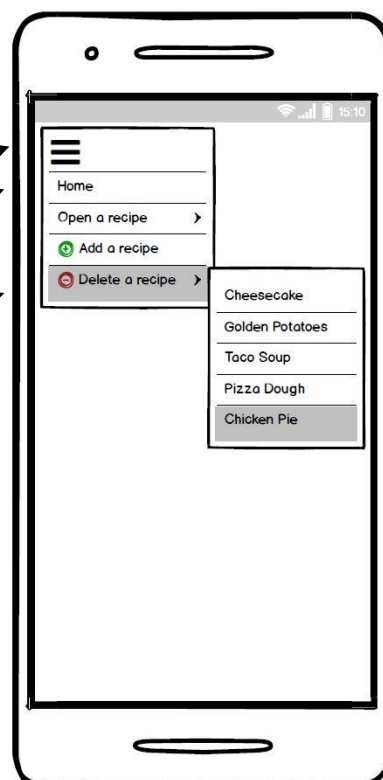 15:10
Home
Open a recipe
Add a recipe
Delete a recipe
Cheesecake
Golden Potatoes
Taco Soup
Pizza Dough
Chicken Pie